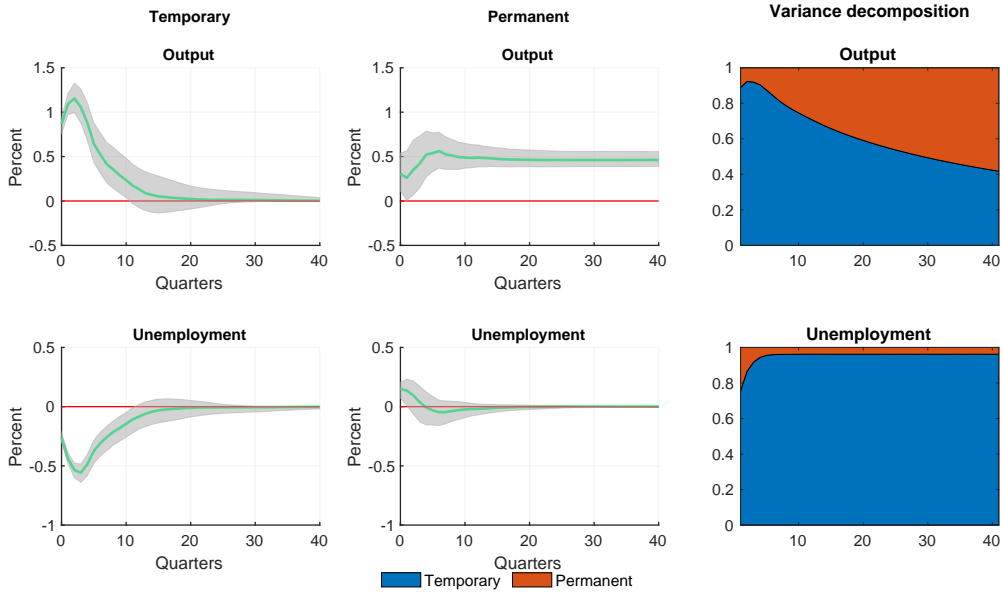 Temporary
Permanent
Variance decomposition
Output
Output
Output
1.5
1
0.5
0
-0.5
Percent
0 10 20 30 40
Quarters
1.5
1
0.5
0
-0.5
Percent
0 10 20 30 40
Quarters
1
0.8
0.6
0.4
0.2
0
10 20 30 40
Unemployment
Unemployment
Unemployment
0.5
0
-0.5
-1
Percent
0 10 20 30 40
Quarters
0.5
0
-0.5
-1
Percent
0 10 20 30 40
Quarters
1
0.8
0.6
0.4
0.2
0
10 20 30 40
Temporary Permanent